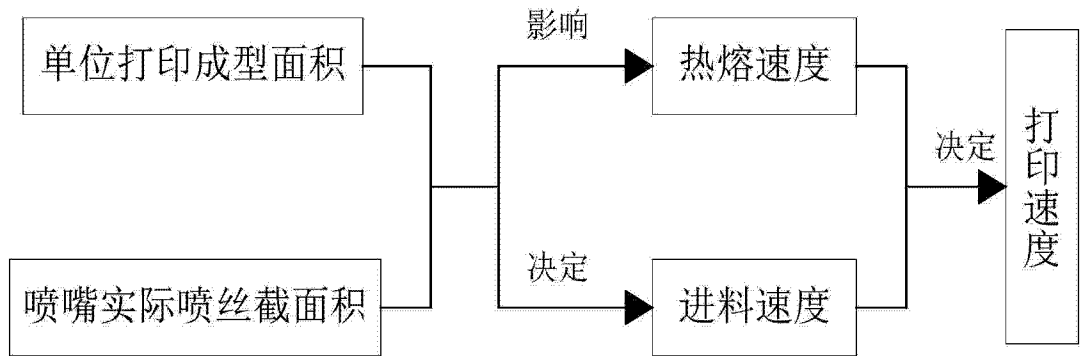 单位打印成型面积
影响
热熔速度
决定
打印速度
喷嘴实际喷丝截面积
决定
进料速度